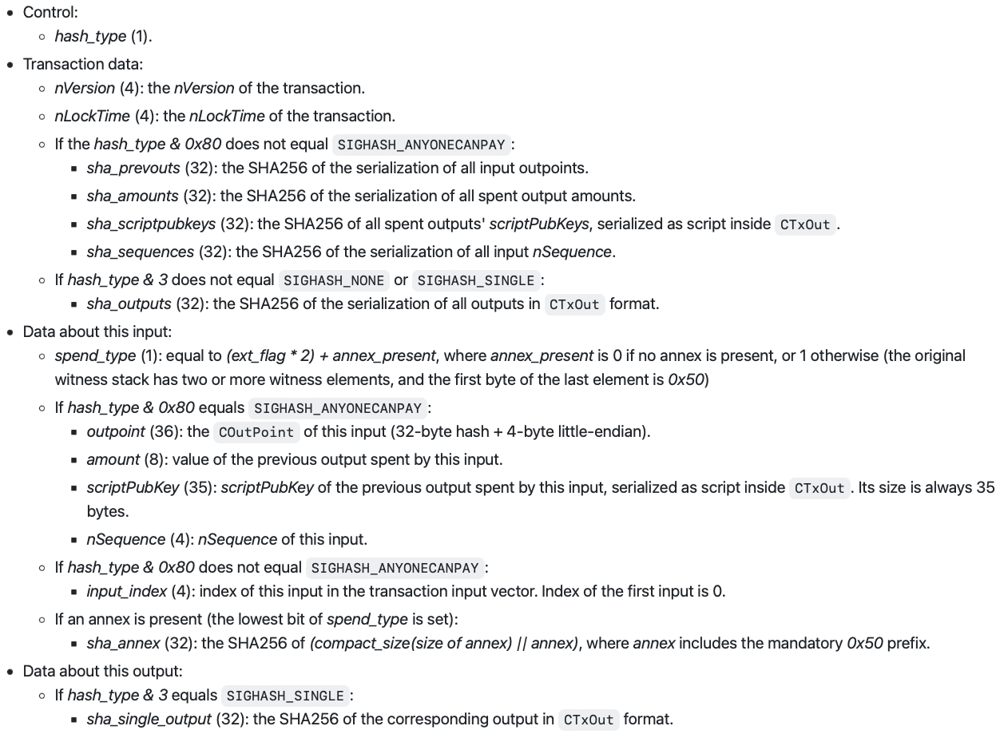 Control:
hash_type (1).
Transaction data:
nVersion (4): the nVersion of the transaction.
nLockTime (4): the nLockTime of the transaction.
If the hash_type & 0x80 does not equal SIGHASH_ANYONECANPAY:
sha_prevouts (32): the SHA256 of the serialization of all input outpoints.
sha_amounts (32): the SHA256 of the serialization of all spent output amounts.
sha_scriptpubkeys (32): the SHA256 of all spent outputs' scriptPubKeys, serialized as script inside CTxOut.
sha_sequences (32): the SHA256 of the serialization of all input nSequence.
If hash_type & 3 does not equal SIGHASH_NONE or SIGHASH_SINGLE:
sha_outputs (32): the SHA256 of the serialization of all outputs in CTxOut format.
Data about this input:
spend_type (1): equal to (ext_flag * 2) + annex_present, where annex_present is 0 if no annex is present, or 1 otherwise (the original
witness stack has two or more witness elements, and the first byte of the last element is 0x50)
If hash_type & 0x80 equals SIGHASH_ANYONECANPAY:
outpoint (36): the COutPoint of this input (32-byte hash + 4-byte little-endian).
amount (8): value of the previous output spent by this input.
scriptPubKey (35): scriptPubKey of the previous output spent by this input, serialized as script inside CTxOut. Its size is always 35
bytes.
nSequence (4): nSequence of this input.
If hash_type & 0x80 does not equal SIGHASH_ANYONECANPAY:
input_index (4): index of this input in the transaction input vector. Index of the first input is 0.
If an annex is present (the lowest bit of spend_type is set):
sha_annex (32): the SHA256 of (compact_size(size of annex) || annex), where annex includes the mandatory 0x50 prefix.
Data about this output:
If hash_type & 3 equals SIGHASH_SINGLE:
sha_single_output (32): the SHA256 of the corresponding output in CTxOut format.